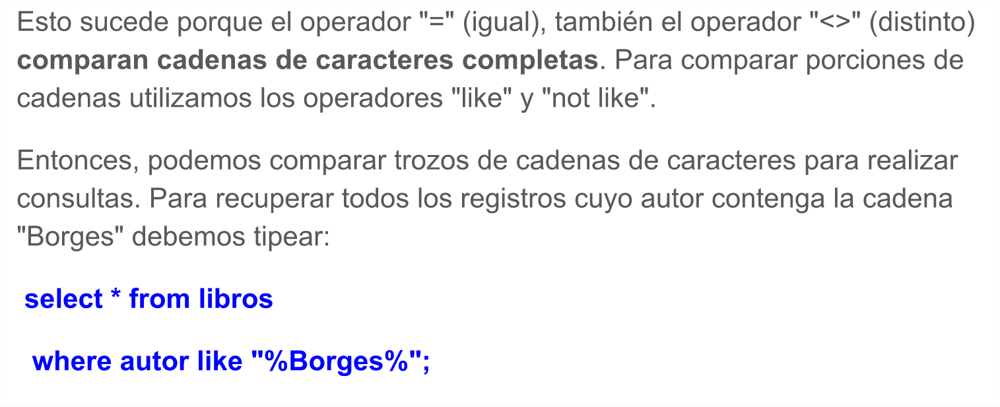 Esto sucede porque el operador "=" (igual), también el operador "<>" (distinto)
comparan cadenas de caracteres completas. Para comparar porciones de
cadenas utilizamos los operadores "like" y "not like".
Entonces, podemos comparar trozos de cadenas de caracteres para realizar
consultas. Para recuperar todos los registros cuyo autor contenga la cadena
"Borges" debemos tipear:
select * from libros
where autor like "%Borges%";